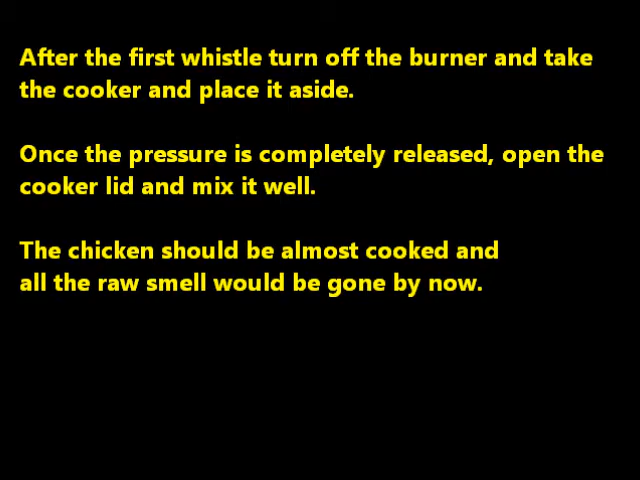 After the first whistle turn off the burner and take
the cooker and place it aside.
Once the pressure is completely released, open the
cooker lid and mix it well.
The chicken should be almost cooked and
all the raw smell would be gone by now.